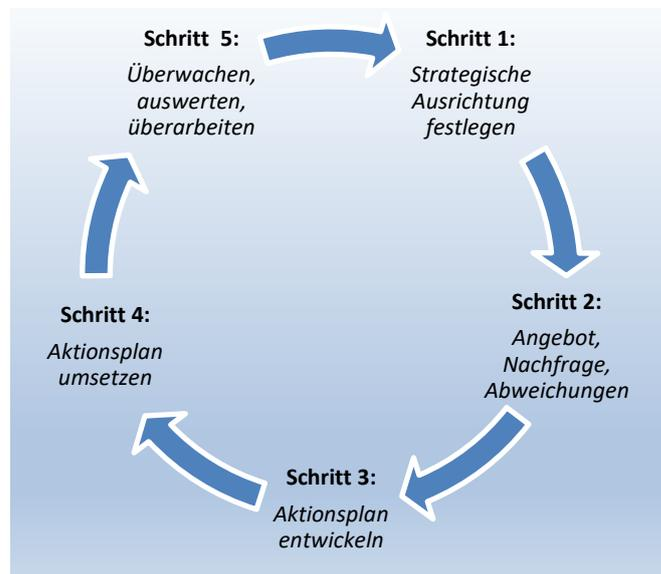 Schritt 5:
Überwachen,
auswerten,
überarbeiten
Schritt 1:
Strategische
Ausrichtung
festlegen
Schritt 2:
Angebot,
Nachfrage,
Abweichungen
Schritt 3:
Aktionsplan
entwickeln
Schritt 4:
Aktionsplan
umsetzen